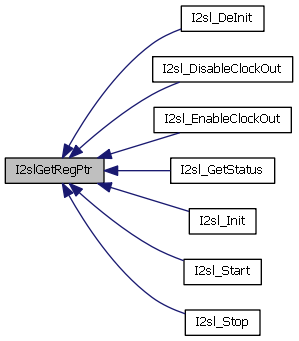 I2sl_DeInit
I2sl_DisableClockOut
I2sl_EnableClockOut
I2slGetRegPtr
I2sl_GetStatus
I2sl_Init
I2sl_Start
I2sl_Stop